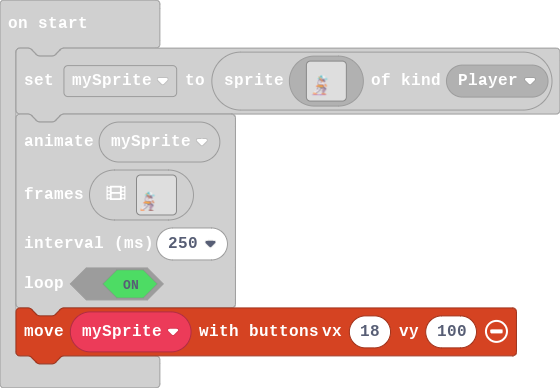 on start
set mySprite to sprite of kind Player
animate mySprite
frames
interval (ms) 250
loop ON
move mySprite with buttons vx 18 vy 100